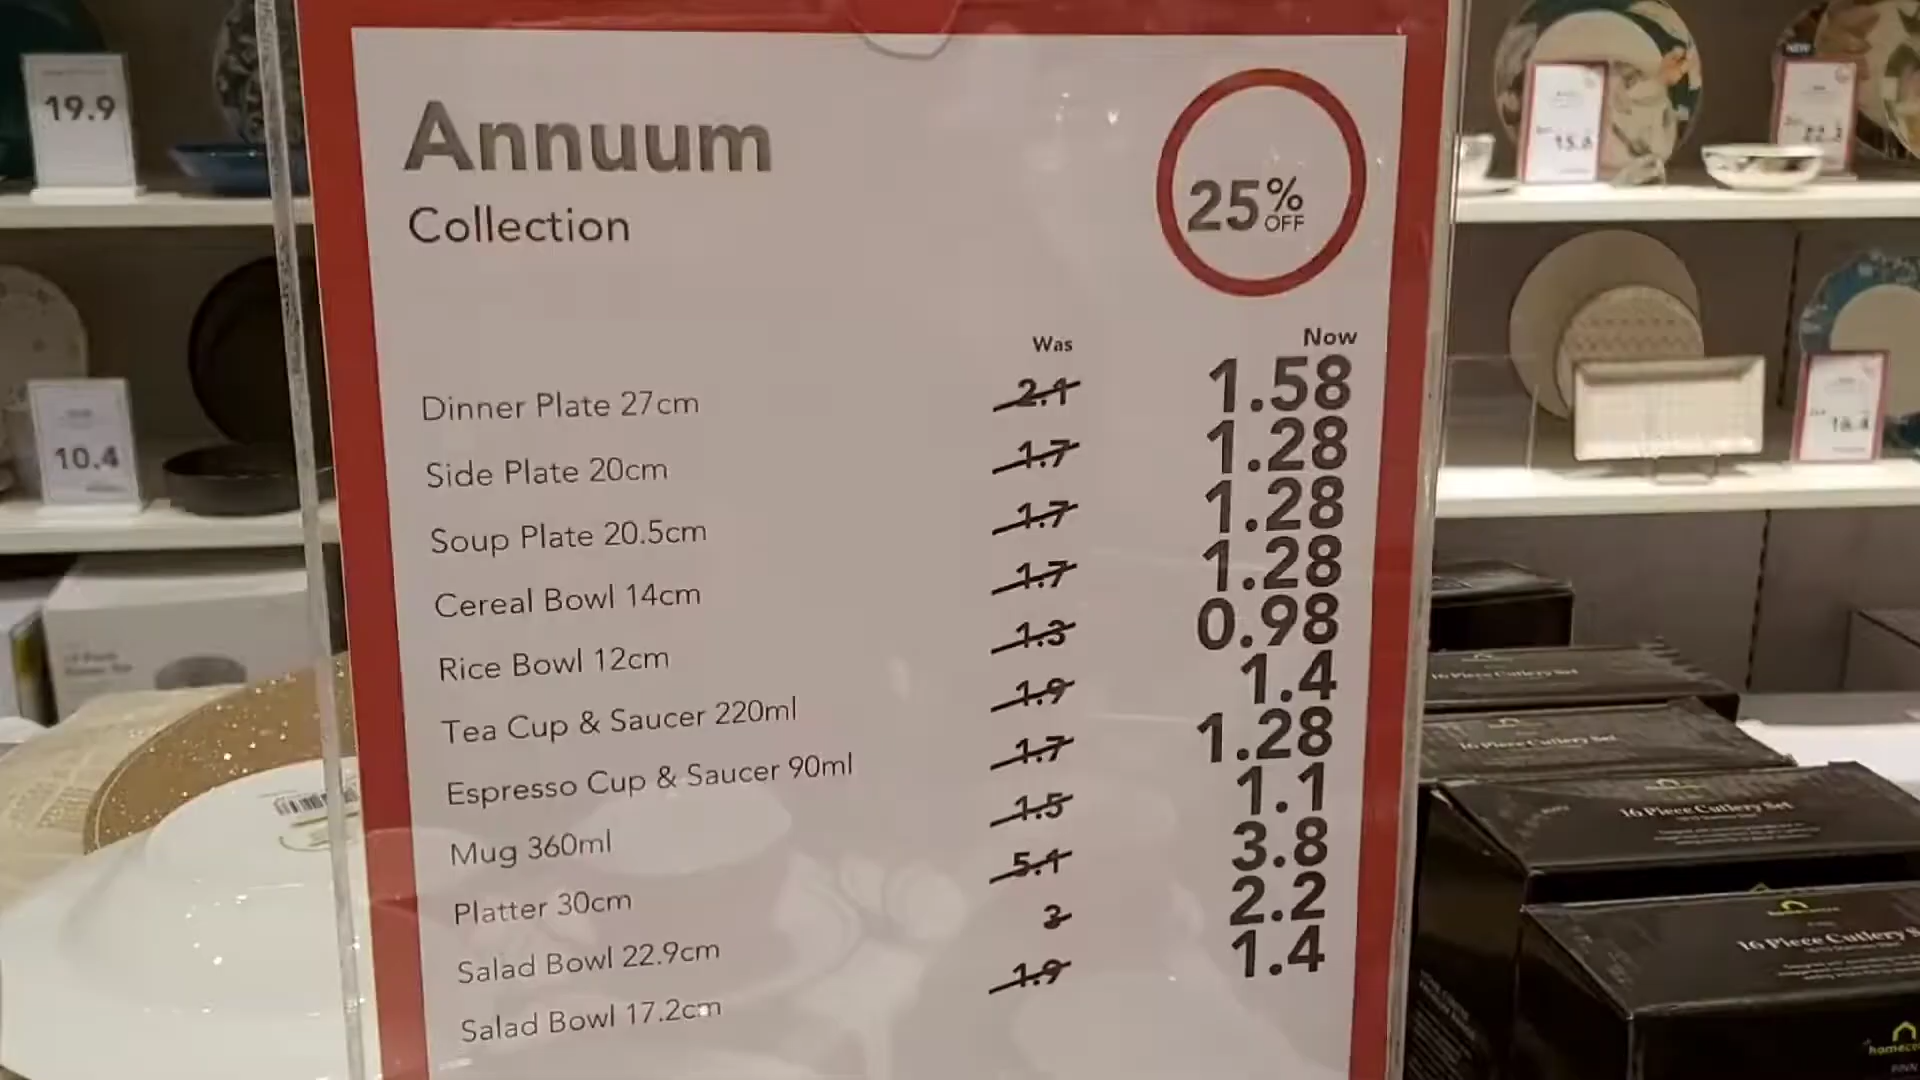 Annuum
Collection
25% OFF
Was Now
Dinner Plate 27cm 2.1 1.58
Side Plate 20cm 1.7 1.28
Soup Plate 20.5cm 1.7 1.28
Cereal Bowl 14cm 1.7 1.28
Rice Bowl 12cm 1.3 0.98
Tea Cup & Saucer 220ml 1.9 1.4
Espresso Cup & Saucer 90ml 1.7 1.28
Mug 360ml 1.5 1.1
Platter 30cm 5.1 3.8
Salad Bowl 22.9cm 3 2.2
Salad Bowl 17.2cm 1.9 1.4
19.9
10.4
NEW
16 Piece Cutlery Set
16 Piece Cutlery Set
16 Piece Cutlery Set
16 Piece Cutlery